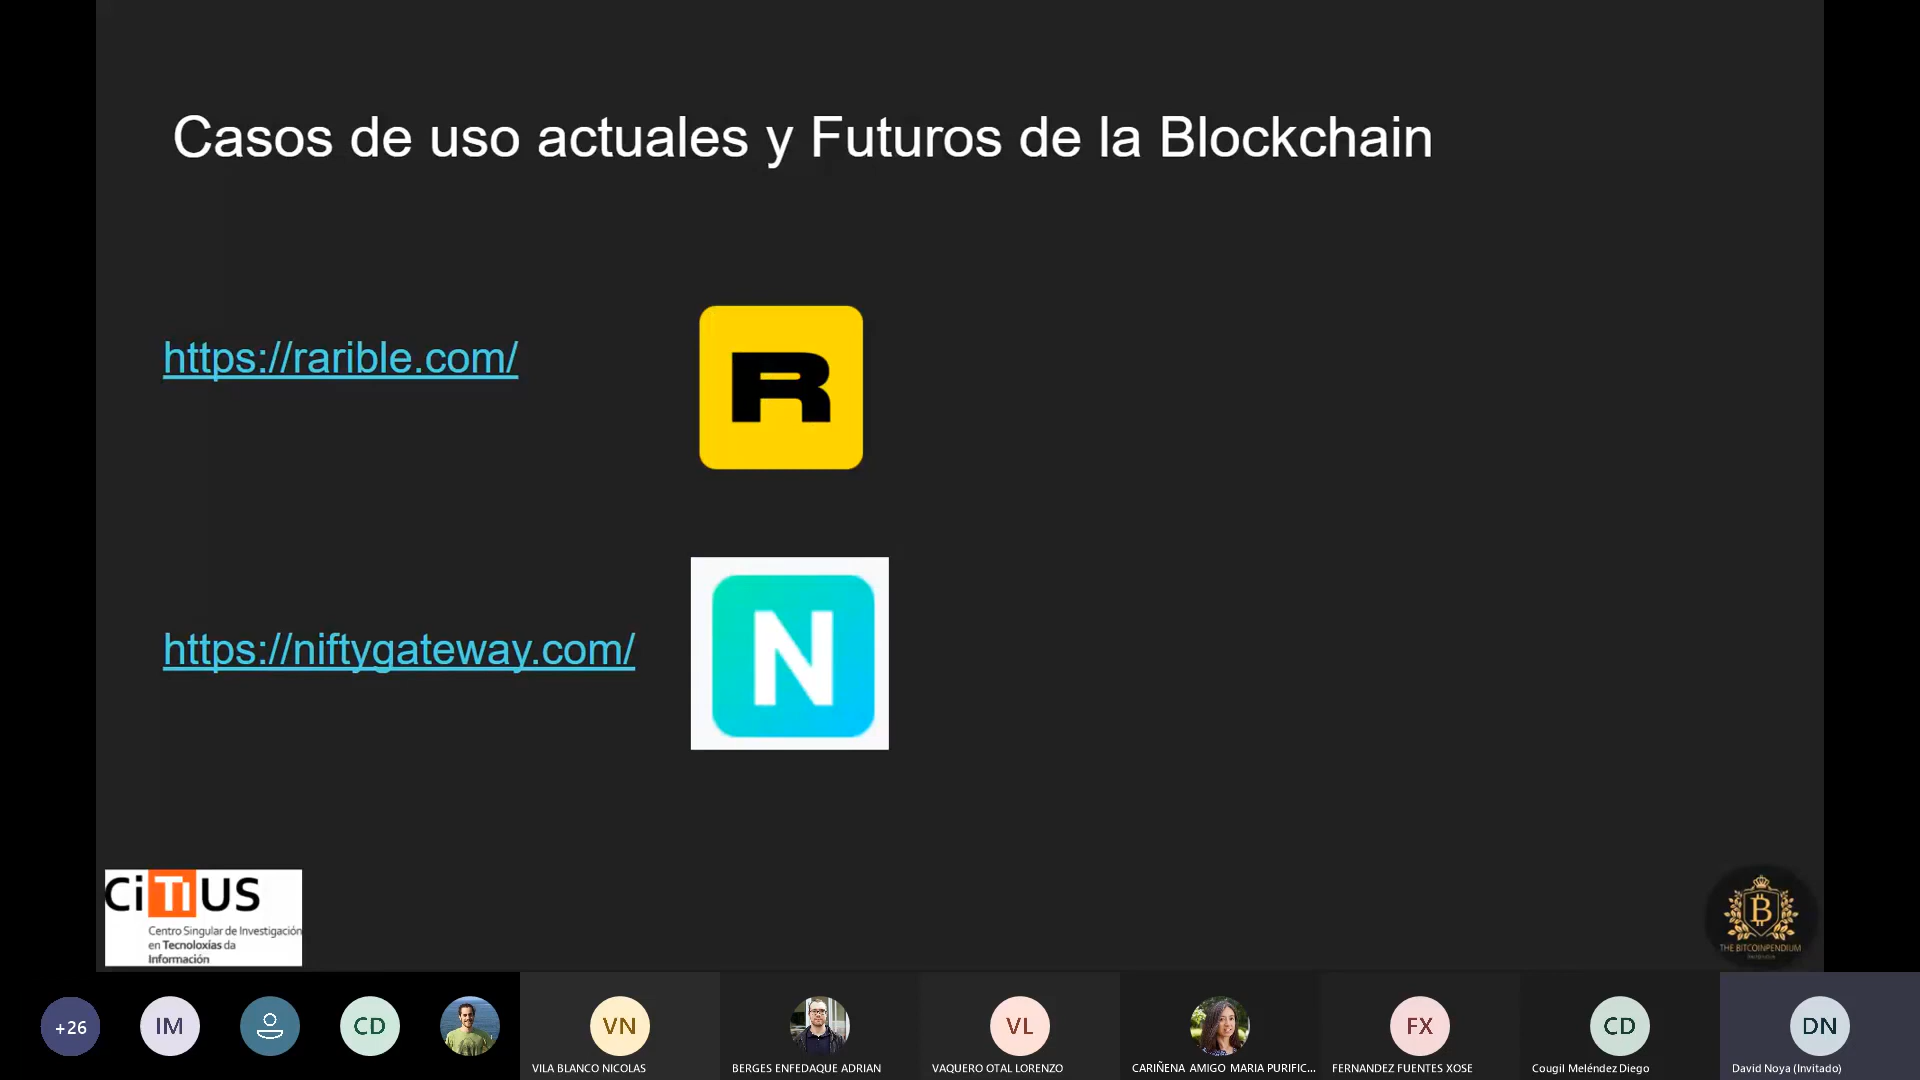 Casos de uso actuales y Futuros de la Blockchain
https://rarible.com/
R
https://niftygateway.com/
N
CiTIUS
Centro Singular de Investigación
en Tecnoloxías da
Información
B
THE BITCOINPENDIUM
+26
IM
CD
VN
VL
FX
CD
DN
VILA BLANCO NICOLAS
BERGES ENFEDAQUE ADRIAN
VAQUERO OTAL LORENZO
CARIÑENA AMIGO MARIA PURIFIC...
FERNANDEZ FUENTES XOSE
Cougil Meléndez Diego
David Noya (Invitado)